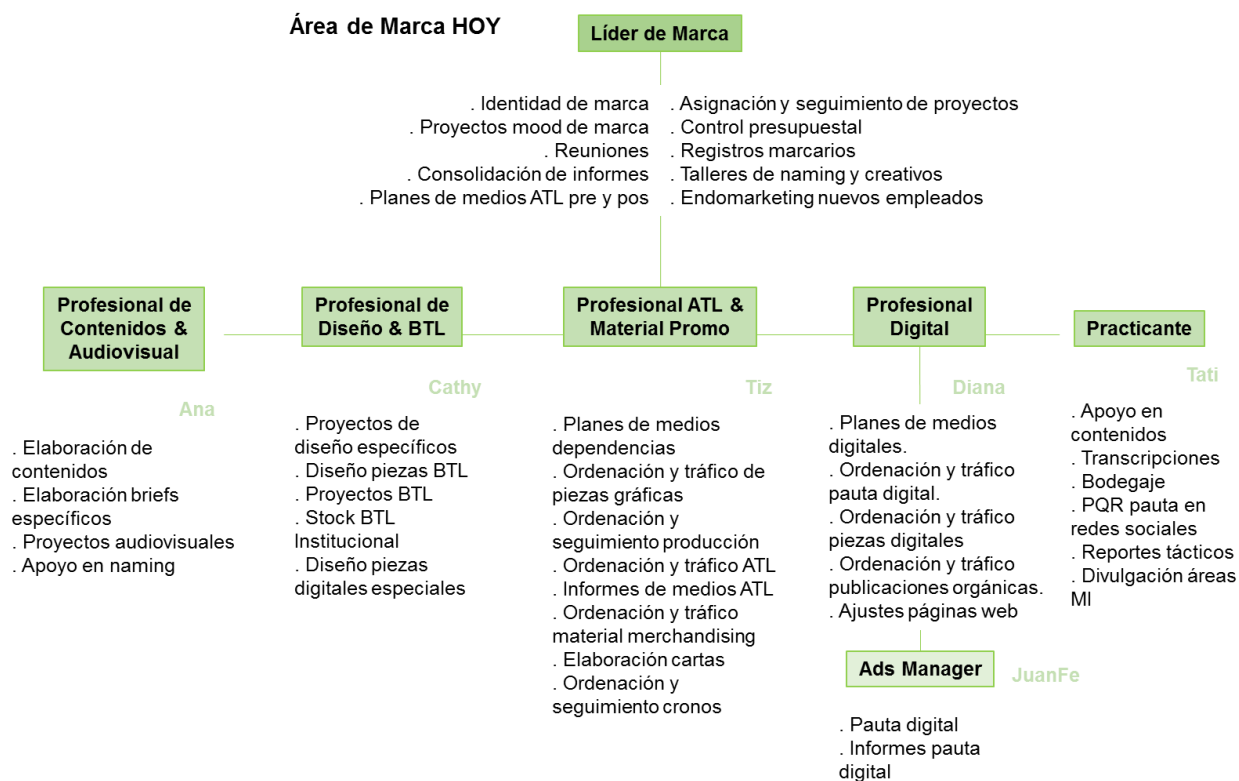 Área de Marca HOY
Líder de Marca
. Identidad de marca
. Proyectos mood de marca
. Reuniones
. Consolidación de informes
. Planes de medios ATL pre y pos
. Asignación y seguimiento de proyectos
. Control presupuestal
. Registros marcarios
. Talleres de naming y creativos
. Endomarketing nuevos empleados
Profesional de
Contenidos &
Audiovisual
Ana
. Elaboración de
contenidos
. Elaboración briefs
específicos
. Proyectos audiovisuales
. Apoyo en naming
Profesional de
Diseño & BTL
Cathy
. Proyectos de
diseño específicos
. Diseño piezas BTL
. Proyectos BTL
. Stock BTL
Institucional
. Diseño piezas
digitales especiales
Profesional ATL &
Material Promo
Tiz
. Planes de medios
dependencias
. Ordenación y tráfico de
piezas gráficas
. Ordenación y
seguimiento producción
. Ordenación y tráfico ATL
. Informes de medios ATL
. Ordenación y tráfico
material merchandising
. Elaboración cartas
. Ordenación y
seguimiento cronos
Profesional
Digital
Diana
. Planes de medios
digitales.
. Ordenación y tráfico
pauta digital.
. Ordenación y tráfico
piezas digitales
. Ordenación y tráfico
publicaciones orgánicas.
. Ajustes páginas web
Ads Manager
JuanFe
. Pauta digital
. Informes pauta
digital
Practicante
Tati
. Apoyo en
contenidos
. Transcripciones
. Bodegaje
. PQR pauta en
redes sociales
. Reportes tácticos
. Divulgación áreas
MI